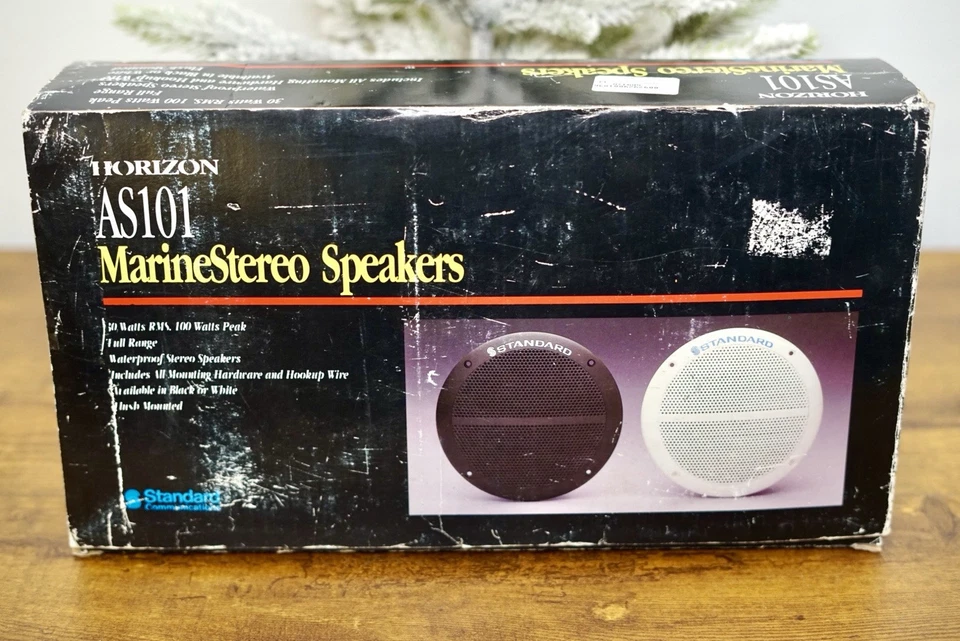 HORIZON
AS101
MarineStereo Speakers
30 Watts RMS, 100 Watts Peak
Full Range
Waterproof Stereo Speakers
Includes All Mounting
Hardware and Hookup Wire
Available in Black or White
HORIZON
AS101
MarineStereo Speakers
30 Watts RMS, 100 Watts Peak
Full Range
Waterproof Stereo Speakers
Includes All Mounting Hardware and Hookup Wire
Available in Black or White
Flush Mounted
STANDARD
STANDARD
Standard
Communications